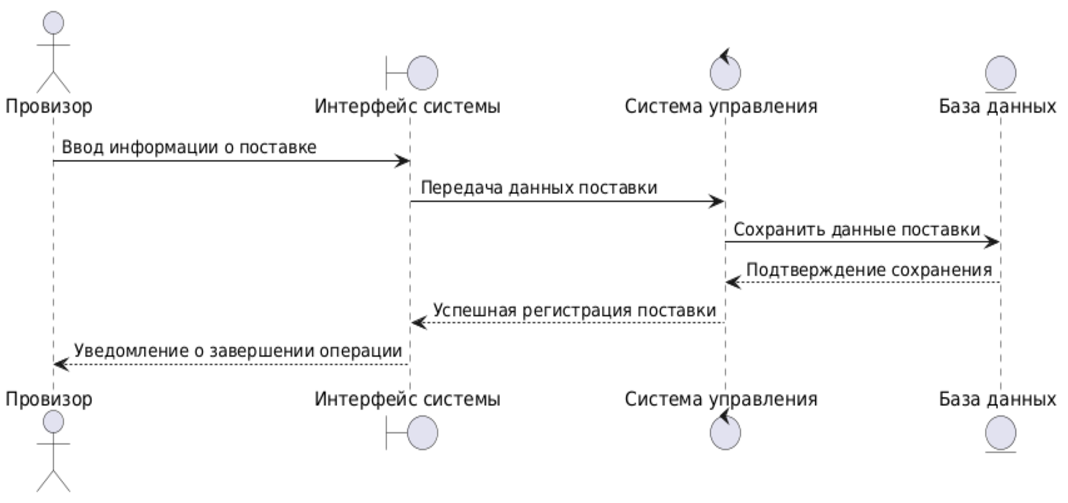 Провизор
Интерфейс системы
Система управления
База данных
Ввод информации о поставке
Передача данных поставки
Сохранить данные поставки
Подтверждение сохранения
Успешная регистрация поставки
Уведомление о завершении операции
Провизор
Интерфейс системы
Система управления
База данных